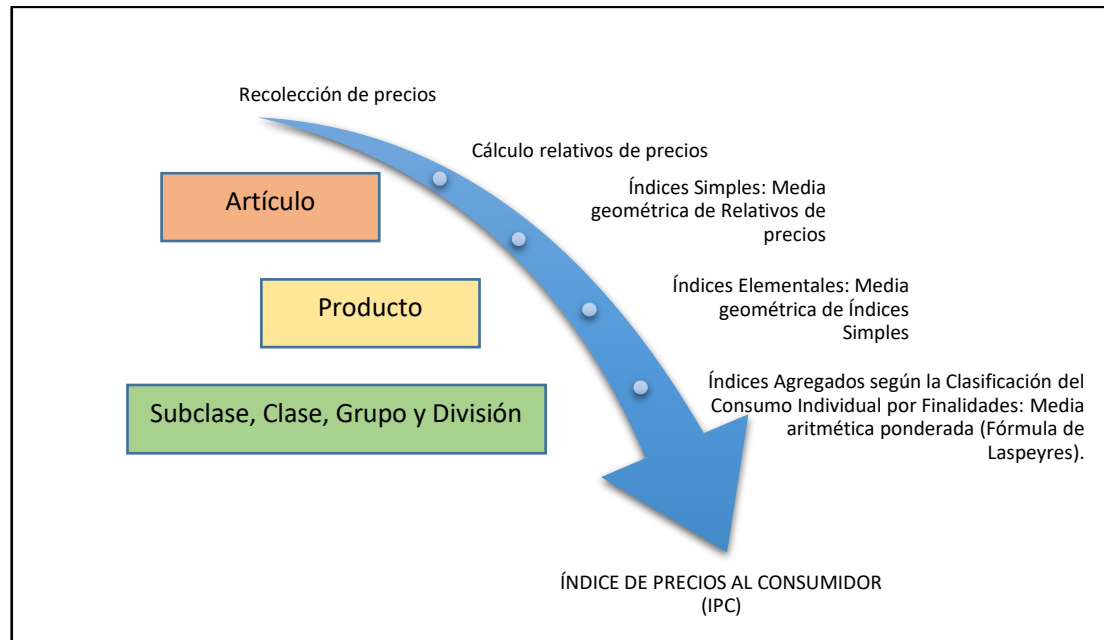 Recolección de precios
Cálculo relativos de precios
Artículo
Índices Simples: Media
geométrica de Relativos de
precios
Producto
Índices Elementales: Media
geométrica de Índices
Simples
Subclase, Clase, Grupo y División
Índices Agregados según la Clasificación del
Consumo Individual por Finalidades: Media
aritmética ponderada (Fórmula de
Laspeyres).
ÍNDICE DE PRECIOS AL CONSUMIDOR
(IPC)